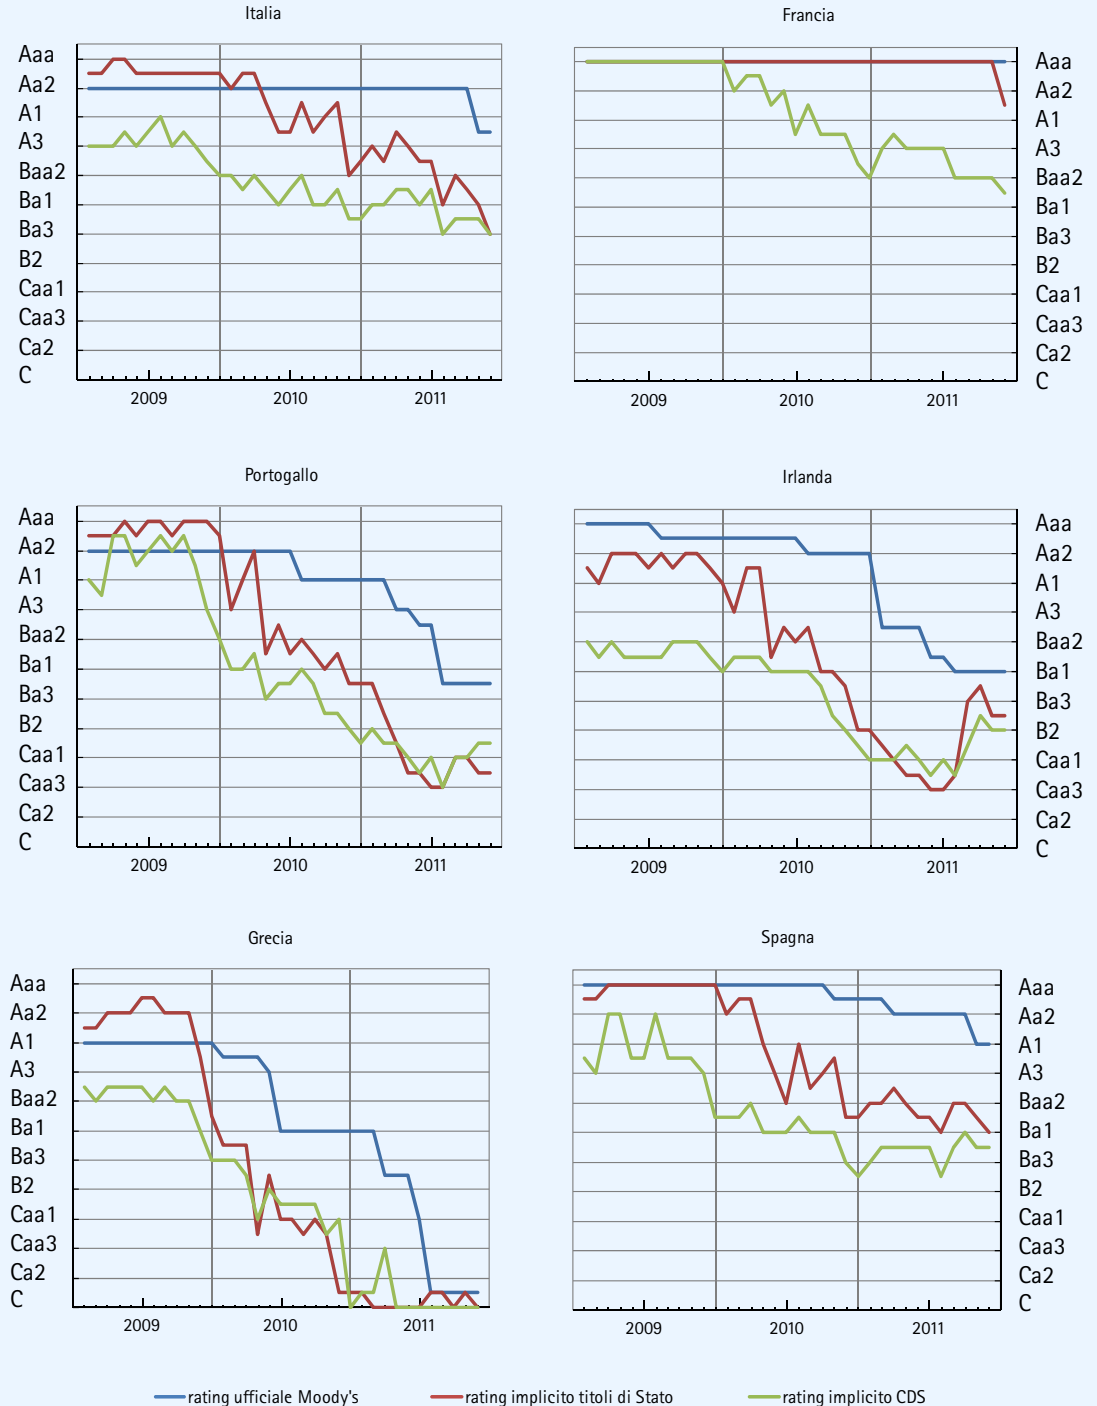 Italia
Aaa
Aa2
A1
A3
Baa2
Ba1
Ba3
B2
Caa1
Caa3
Ca2
C
2009 2010 2011
Francia
Aaa
Aa2
A1
A3
Baa2
Ba1
Ba3
B2
Caa1
Caa3
Ca2
C
2009 2010 2011
Portogallo
Aaa
Aa2
A1
A3
Baa2
Ba1
Ba3
B2
Caa1
Caa3
Ca2
C
2009 2010 2011
Irlanda
Aaa
Aa2
A1
A3
Baa2
Ba1
Ba3
B2
Caa1
Caa3
Ca2
C
2009 2010 2011
Grecia
Aaa
Aa2
A1
A3
Baa2
Ba1
Ba3
B2
Caa1
Caa3
Ca2
C
2009 2010 2011
Spagna
Aaa
Aa2
A1
A3
Baa2
Ba1
Ba3
B2
Caa1
Caa3
Ca2
C
2009 2010 2011
rating ufficiale Moody's rating implicito titoli di Stato rating implicito CDS